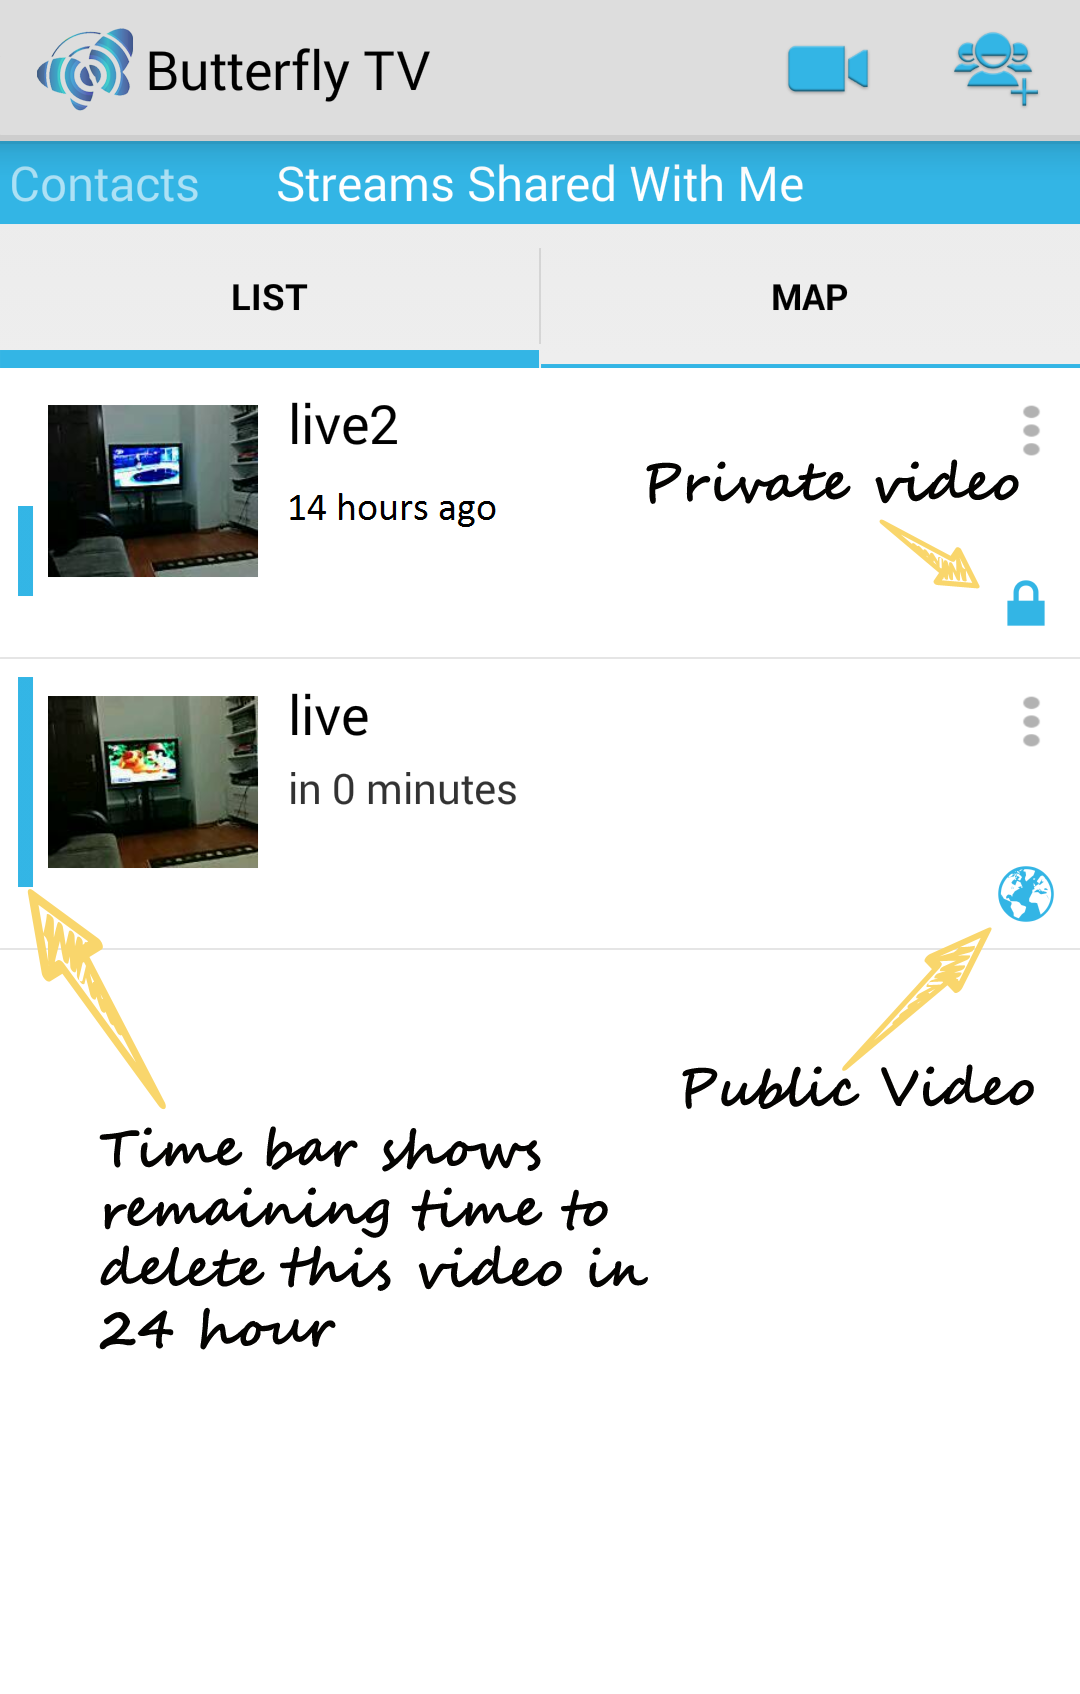 Butterfly TV
Contacts Streams Shared With Me
LIST MAP
live2
14 hours ago
Private video
live
in 0 minutes
Public Video
Time bar shows
remaining time to
delete this video in
24 hour